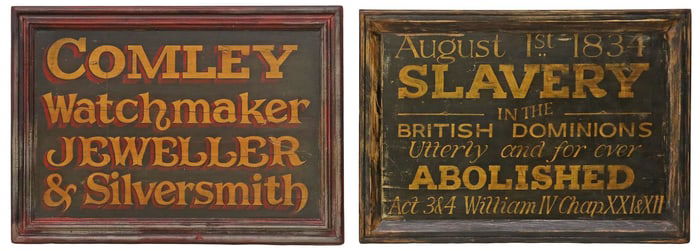 COMLEY
Watchmaker
JEWELLER
& Silversmith
August 1st-1834
SLAVERY
IN THE
BRITISH DOMINIONS
Utterly and for ever
ABOLISHED
Act 3&4 William IV Chap XXI&XII